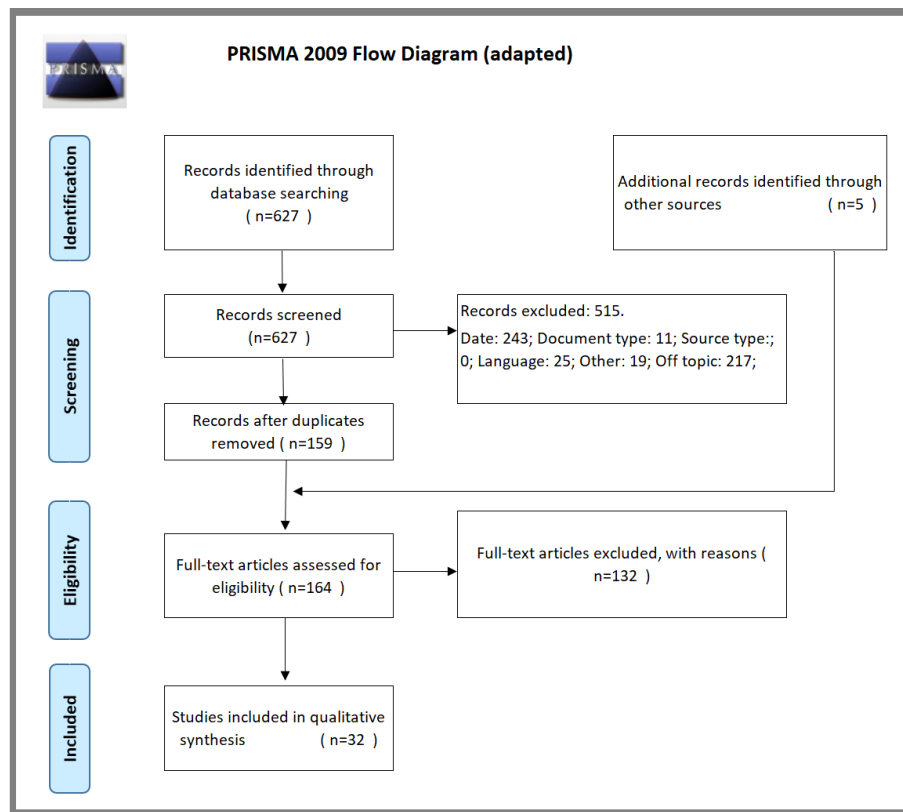 PRISMA 2009 Flow Diagram (adapted)
PRISMA
Identification
Records identified through
database searching
( n=627 )
Additional records identified through
other sources ( n=5 )
Screening
Records screened
(n=627 )
Records excluded: 515.
Date: 243; Document type: 11; Source type:;
0; Language: 25; Other: 19; Off topic: 217;
Records after duplicates
removed ( n=159 )
Eligibility
Full-text articles assessed for
eligibility ( n=164 )
Full-text articles excluded, with reasons (
n=132 )
Included
Studies included in qualitative
synthesis ( n=32 )